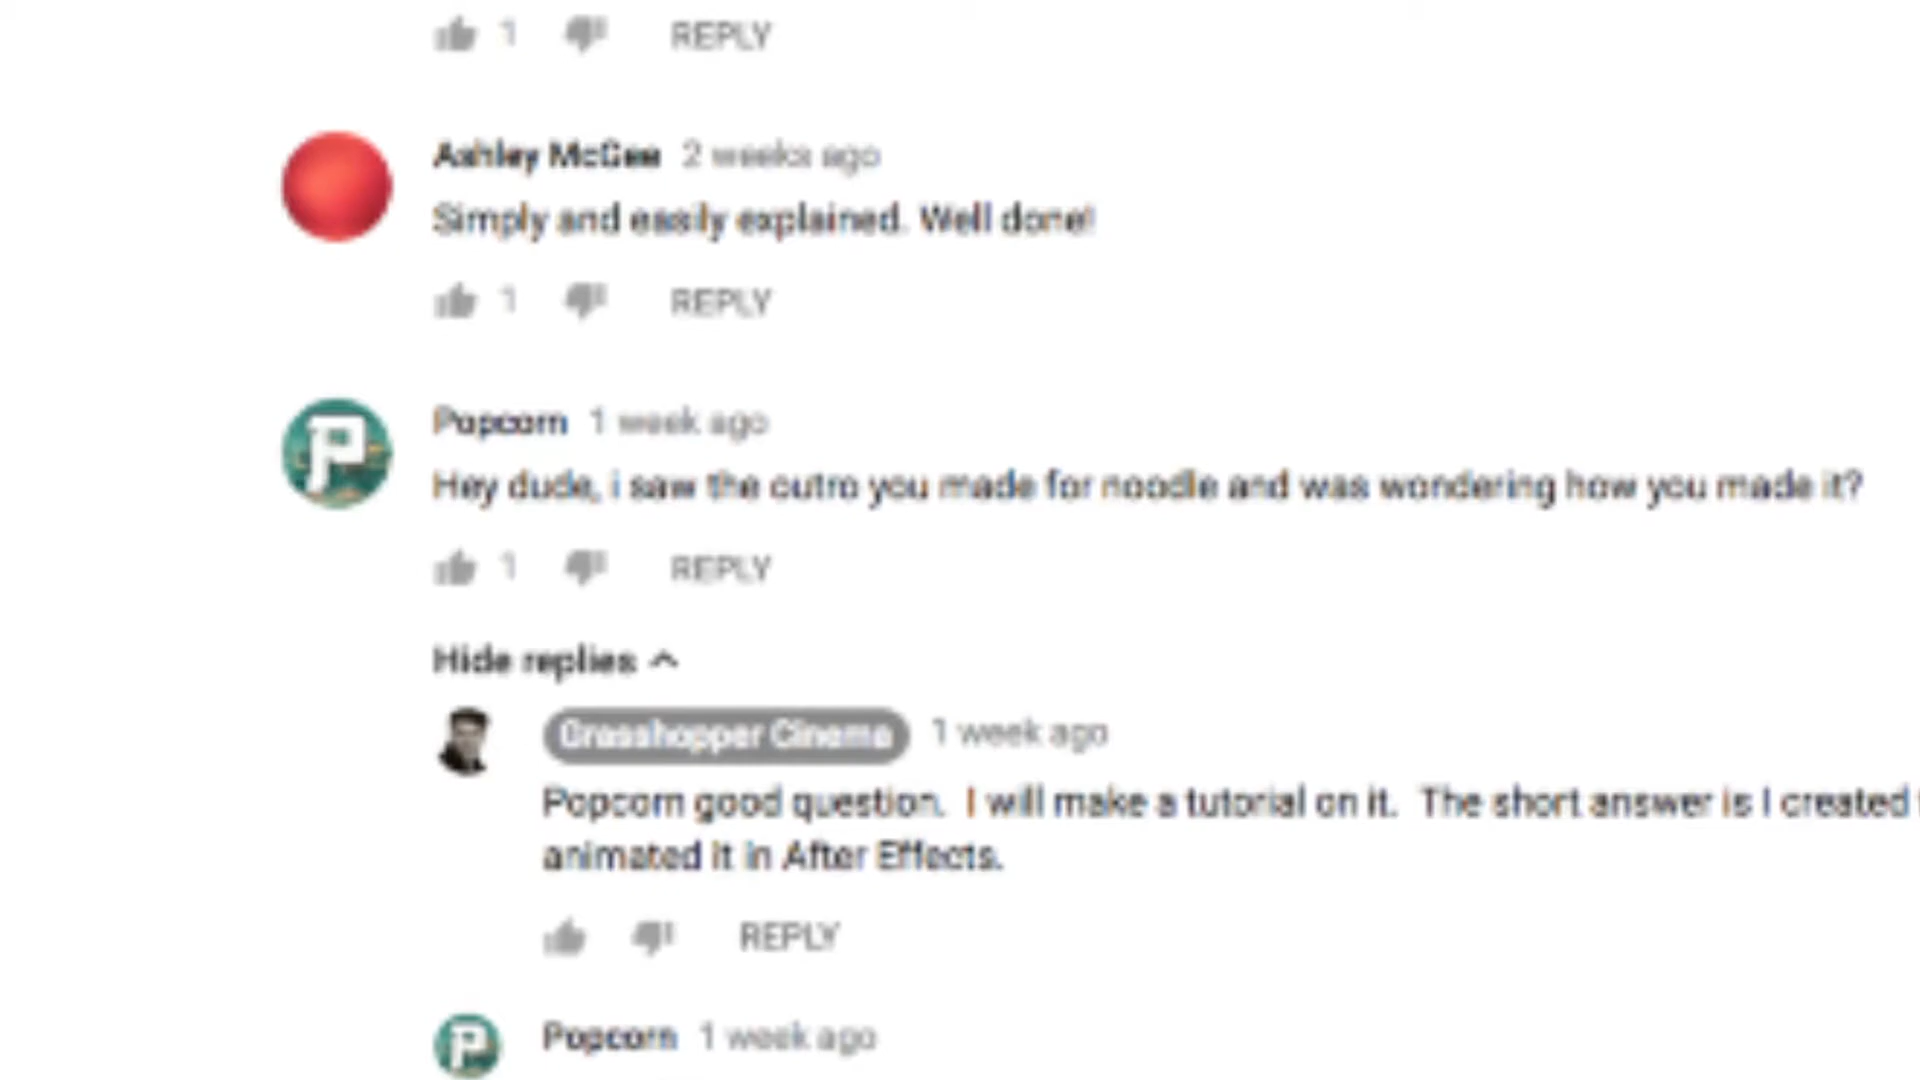 1 REPLY
Ashley McGee 2 weeks ago
Simply and easily explained. Well done!
1 REPLY
P
Popcorn 1 week ago
Hey dude, i saw the outro you made for noodle and was wondering how you made it?
1 REPLY
Hide replies
Grasshopper Cinema 1 week ago
Popcorn good question. I will make a tutorial on it. The short answer is I created
animated it in After Effects.
REPLY
P
Popcorn 1 week ago